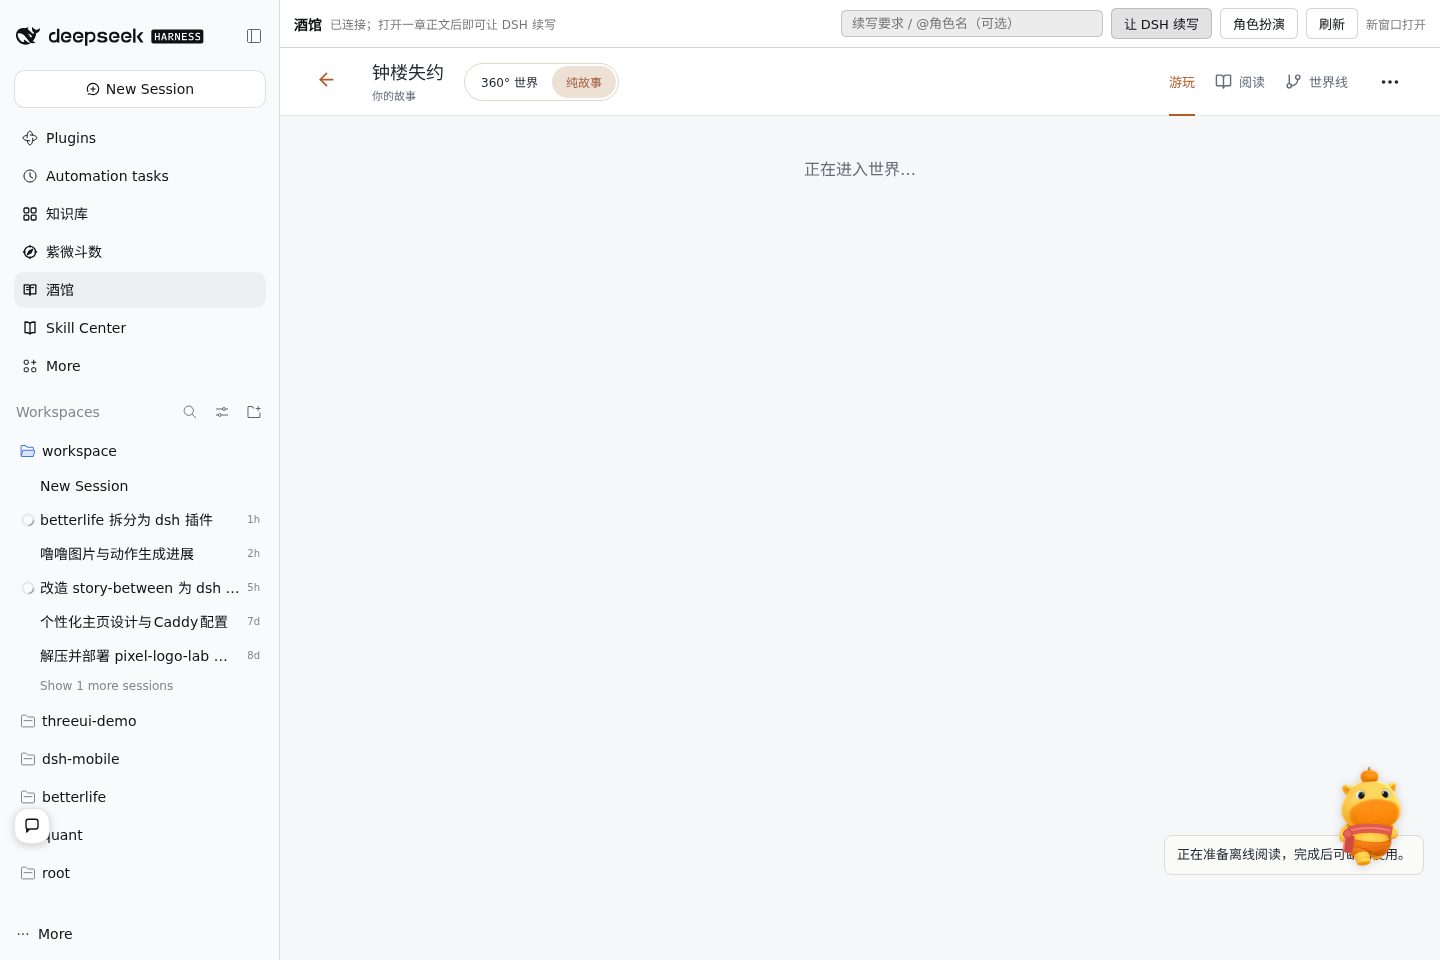 deepseek HARNESS
New Session
Plugins
Automation tasks
知识库
紫微斗数
酒馆
Skill Center
More
Workspaces
workspace
New Session
betterlife 拆分为 dsh 插件 1h
噜噜图片与动作生成进展 2h
改造 story-between 为 dsh ... 5h
个性化主页设计与Caddy配置 7d
解压并部署 pixel-logo-lab ... 8d
Show 1 more sessions
threeui-demo
dsh-mobile
betterlife
quant
root
More
酒馆 已连接；打开一章正文后即可让 DSH 续写
续写要求 / @角色名（可选）
让 DSH 续写
角色扮演
刷新
新窗口打开
钟楼失约
你的故事
360° 世界
纯故事
游玩
阅读
世界线
正在进入世界…
正在准备离线阅读，完成后可 用。